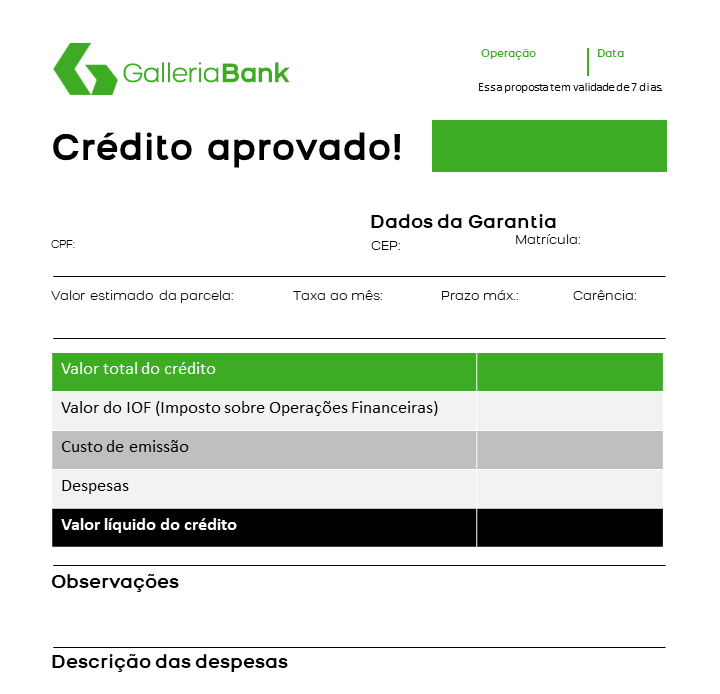 GalleriaBank
Operação Data
Essa proposta tem validade de 7 dias.
Crédito aprovado!
Dados da Garantia
CPF: CEP: Matrícula:
Valor estimado da parcela: Taxa ao mês: Prazo máx.: Carência:
Valor total do crédito
Valor do IOF (Imposto sobre Operações Financeiras)
Custo de emissão
Despesas
Valor líquido do crédito
Observações
Descrição das despesas